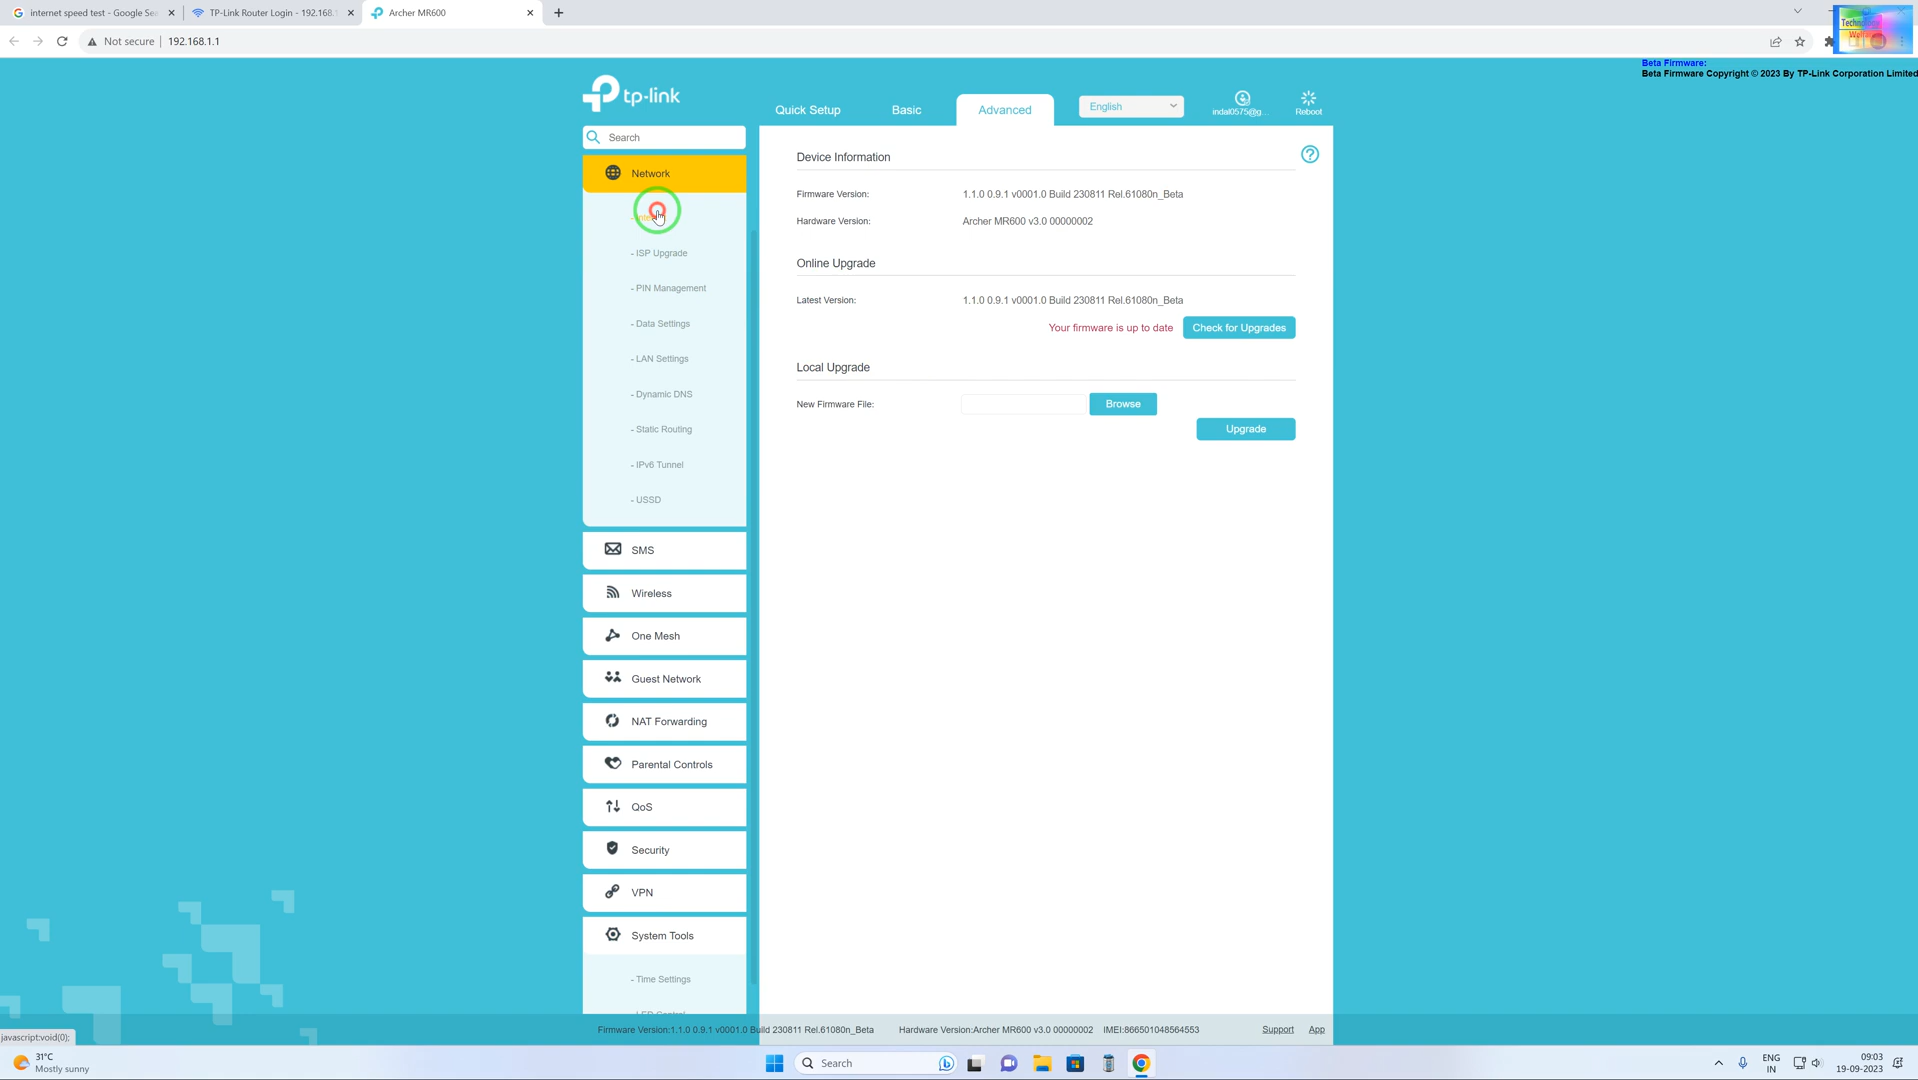 internet speed test - Google Sea
TP-Link Router Login - 192.168.1
Archer MR600
Not secure
192.168.1.1
Technology
Beta Firmware:
Beta Firmware Copyright © 2023 By TP-Link Corporation Limited
tp-link
Quick Setup
Basic
Advanced
English
indal0575@g...
Reboot
Search
Network
- ISP Upgrade
- PIN Management
- Data Settings
- LAN Settings
- Dynamic DNS
- Static Routing
- IPv6 Tunnel
- USSD
SMS
Wireless
One Mesh
Guest Network
NAT Forwarding
Parental Controls
QoS
Security
VPN
System Tools
- Time Settings
- LED Control
Device Information
Firmware Version: 1.1.0 0.9.1 v0001.0 Build 230811 Rel.61080n_Beta
Hardware Version: Archer MR600 v3.0 00000002
Online Upgrade
Latest Version: 1.1.0 0.9.1 v0001.0 Build 230811 Rel.61080n_Beta
Your firmware is up to date
Check for Upgrades
Local Upgrade
New Firmware File:
Browse
Upgrade
Firmware Version:1.1.0 0.9.1 v0001.0 Build 230811 Rel.61080n_Beta
Hardware Version:Archer MR600 v3.0 00000002
IMEI:866501048564553
Support
App
javascript:void(0);
31°C
Mostly sunny
Search
ENG
IN
09:03
19-09-2023